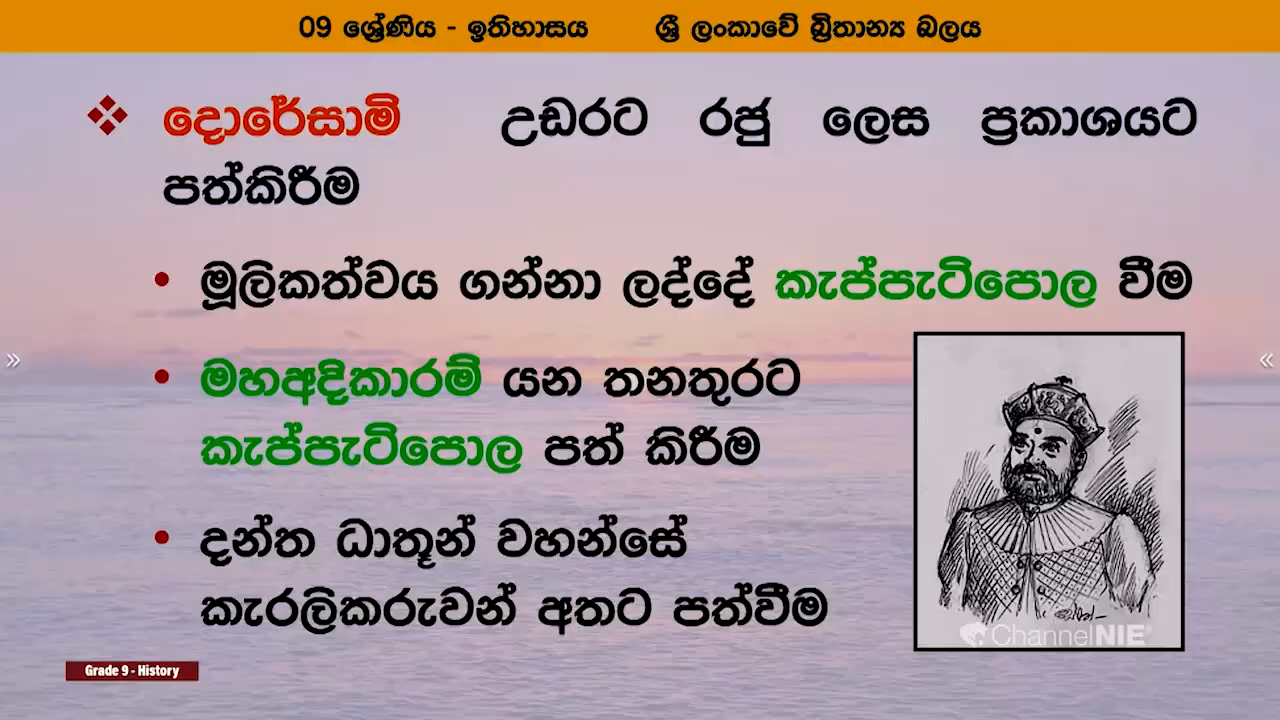 09 ශ්‍රේණිය - ඉතිහාසය ශ්‍රී ලංකාවේ බ්‍රිතාන්‍ය බලය
දොරේසාමි උඩරට රජු ලෙස ප්‍රකාශයට
පත්කිරීම
• මූලිකත්වය ගන්නා ලද්දේ කැප්පැටිපොල වීම
• මහඅදිකාරම් යන තනතුරට
කැප්පැටිපොල පත් කිරීම
• දන්ත ධාතූන් වහන්සේ
කැරලිකරුවන් අතට පත්වීම
ChannelNIE
Grade 9 - History